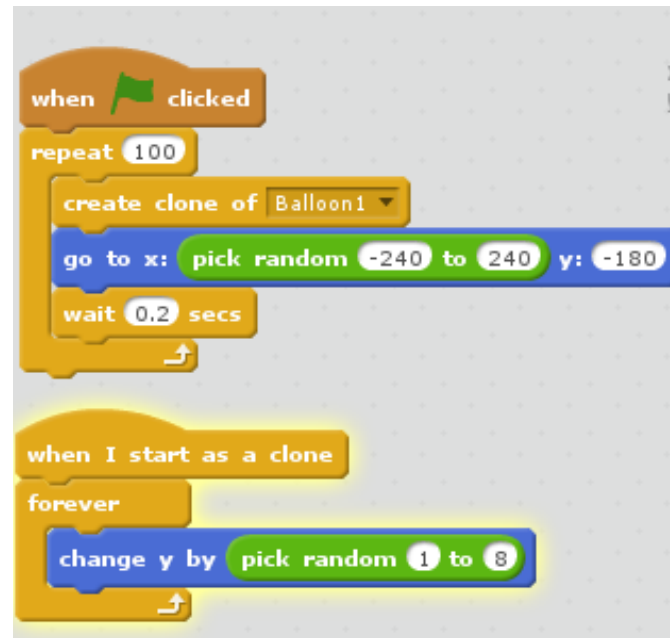 when clicked
repeat 100
create clone of Balloon1
go to x: pick random -240 to 240 y: -180
wait 0.2 secs
when I start as a clone
forever
change y by pick random 1 to 8